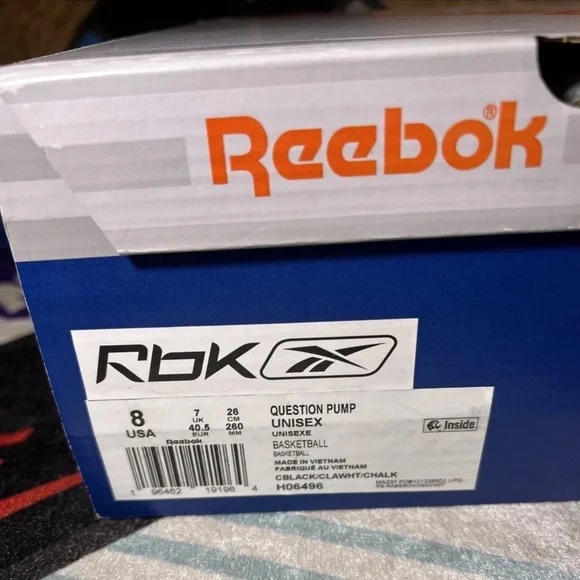 Reebok®
RbK
8
USA
7
UK
40.5
EUR
26
CM
260
MM
QUESTION PUMP
UNISEX
UNISEXE
BASKETBALL
BASKETBALL
MADE IN VIETNAM
FABRIQUÉ AU VIETNAM
CBLACK/CLAWHT/CHALK
H06496
Inside
Reebok
1 96462 19196 4